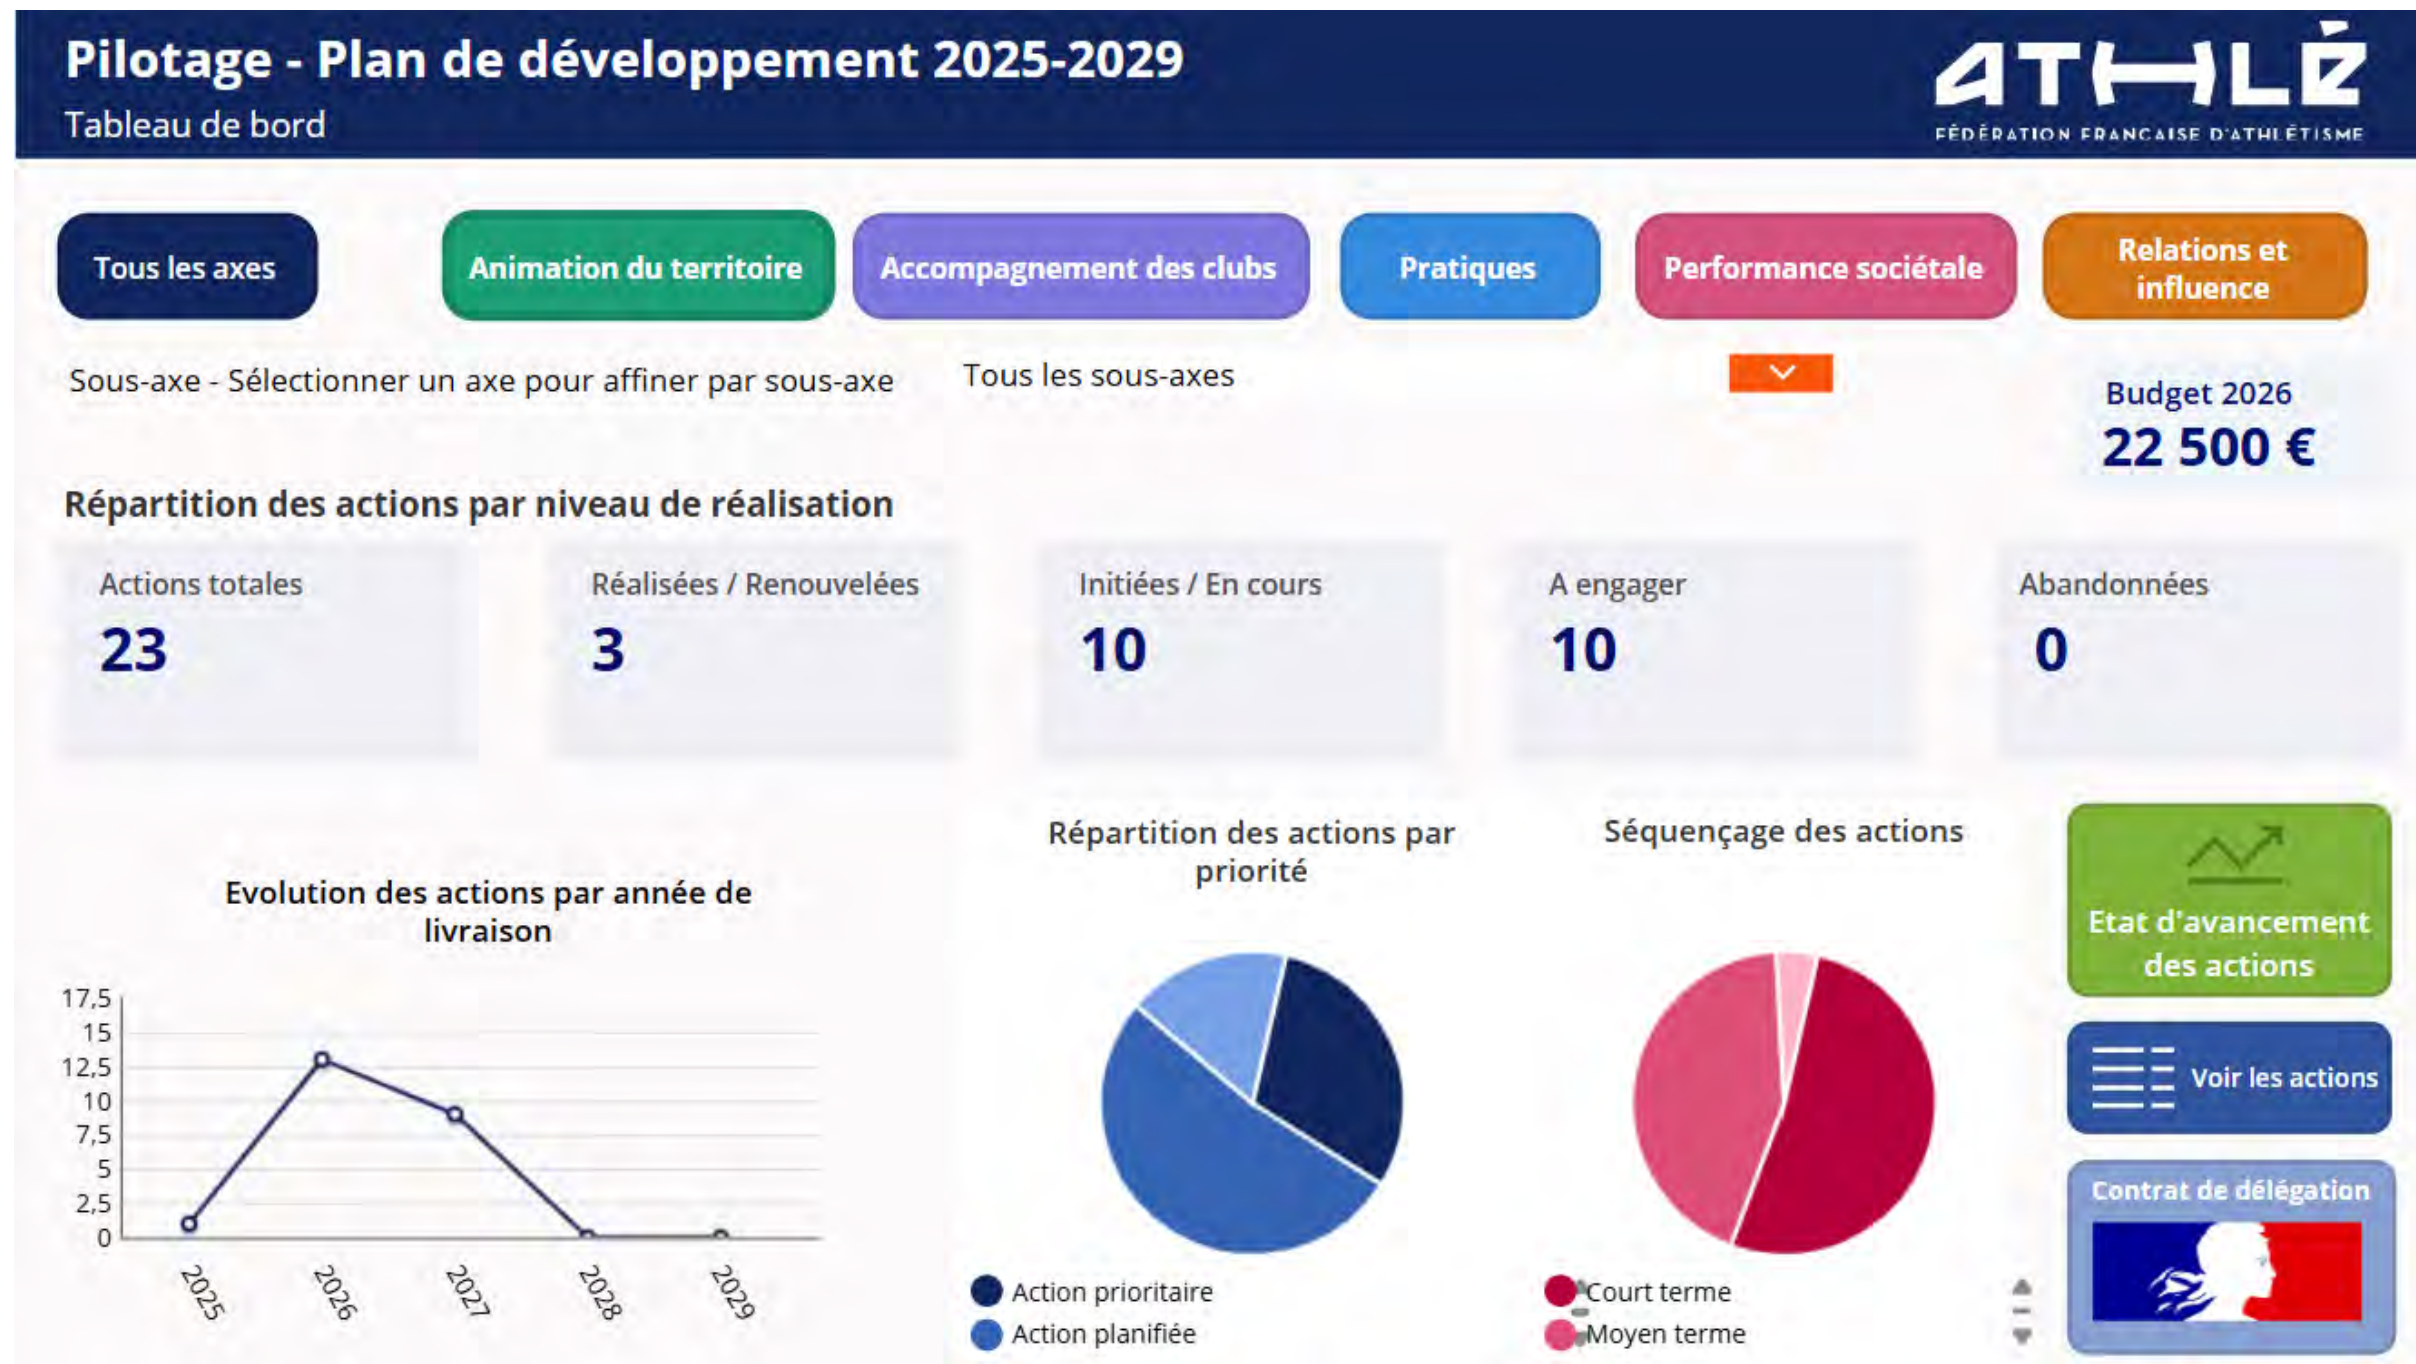 Pilotage - Plan de développement 2025-2029
Tableau de bord
ATHLÉ
FÉDÉRATION FRANCAISE D'ATHLÉTISME
Tous les axes
Animation du territoire
Accompagnement des clubs
Pratiques
Performance sociétale
Relations et
influence
Sous-axe - Sélectionner un axe pour affiner par sous-axe
Tous les sous-axes
Budget 2026
22 500 €
Répartition des actions par niveau de réalisation
Actions totales
23
Réalisées / Renouvelées
3
Initiées / En cours
10
A engager
10
Abandonnées
0
Evolution des actions par année de
livraison
17,5
15
12,5
10
7,5
5
2,5
0
2025
2026
2027
2028
2029
Répartition des actions par
priorité
Action prioritaire
Action planifiée
Séquençage des actions
Court terme
Moyen terme
Etat d'avancement
des actions
Voir les actions
Contrat de délégation